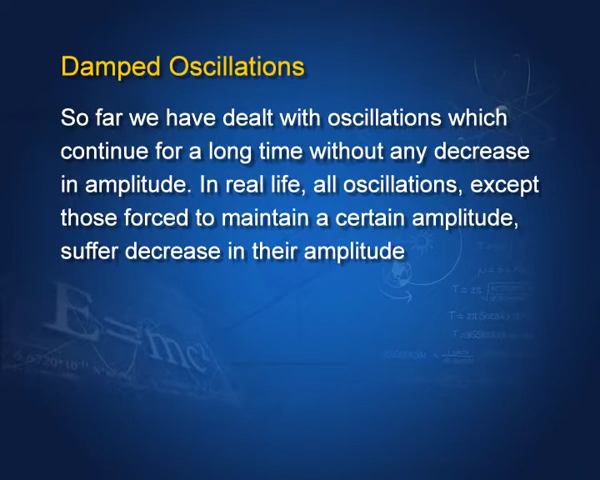 Damped Oscillations
So far we have dealt with oscillations which
continue for a long time without any decrease
in amplitude. In real life, all oscillations, except
those forced to maintain a certain amplitude,
suffer decrease in their amplitude
E=mc²